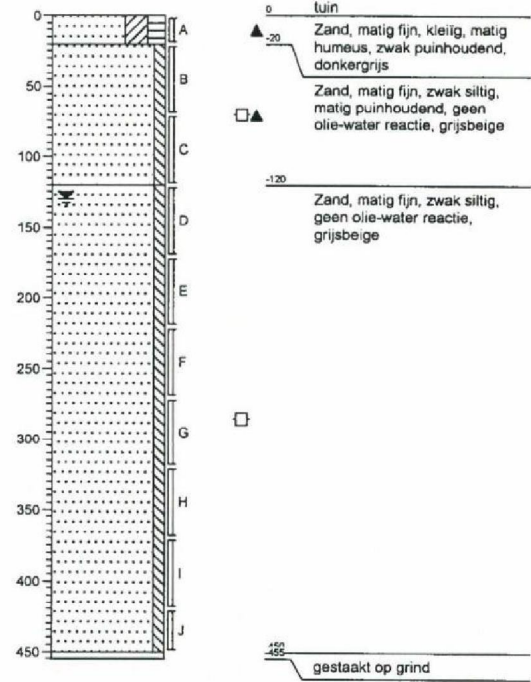 0
50
100
150
200
250
300
350
400
450
A
B
C
D
E
F
G
H
I
J
0 tuin
Zand, matig fijn, kleiïg, matig
-20 humeus, zwak puinhoudend,
donkergrijs
Zand, matig fijn, zwak siltig,
matig puinhoudend, geen
olie-water reactie, grijsbeige
-120
Zand, matig fijn, zwak siltig,
geen olie-water reactie,
grijsbeige
-450
-455
gestaakt op grind